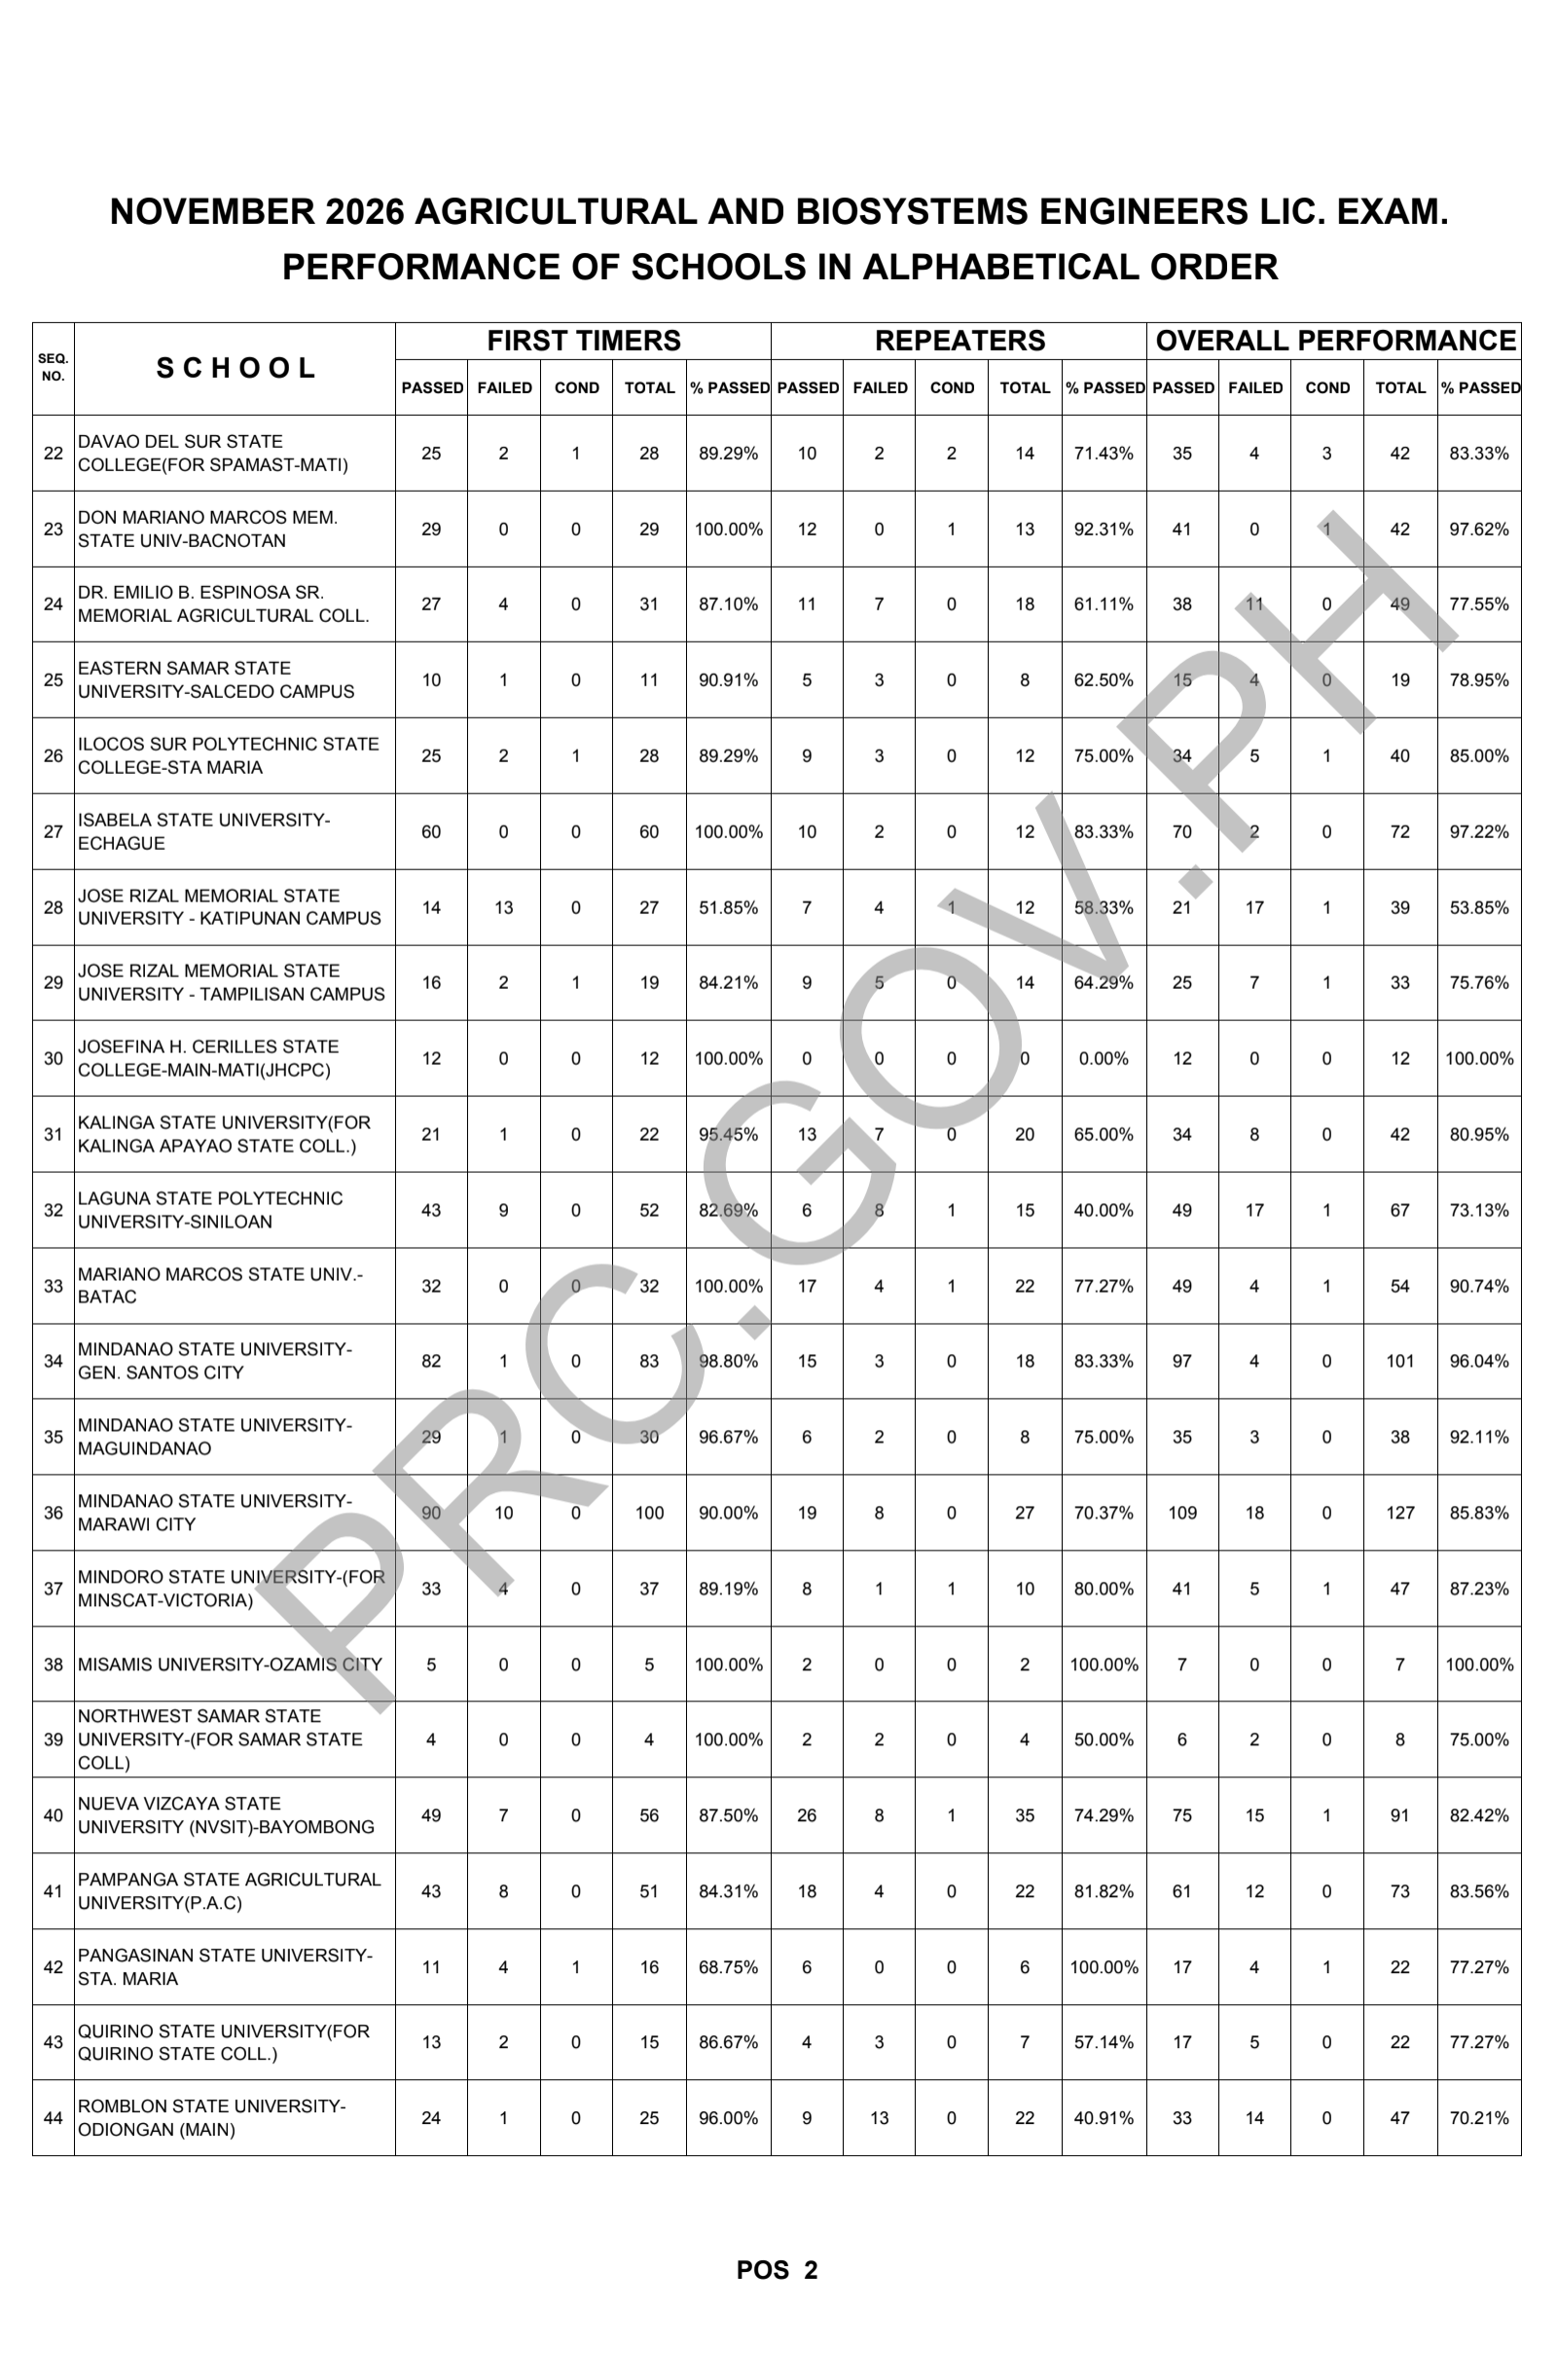 NOVEMBER 2026 AGRICULTURAL AND BIOSYSTEMS ENGINEERS LIC. EXAM.
PERFORMANCE OF SCHOOLS IN ALPHABETICAL ORDER
SEQ. NO. SCHOOL FIRST TIMERS REPEATERS OVERALL PERFORMANCE
PASSED FAILED COND TOTAL % PASSED PASSED FAILED COND TOTAL % PASSED PASSED FAILED COND TOTAL % PASSED
22 DAVAO DEL SUR STATE
COLLEGE(FOR SPAMAST-MATI) 25 2 1 28 89.29% 10 2 2 14 71.43% 35 4 3 42 83.33%
23 DON MARIANO MARCOS MEM.
STATE UNIV-BACNOTAN 29 0 0 29 100.00% 12 0 1 13 92.31% 41 0 1 42 97.62%
24 DR. EMILIO B. ESPINOSA SR.
MEMORIAL AGRICULTURAL COLL. 27 4 0 31 87.10% 11 7 0 18 61.11% 38 11 0 49 77.55%
25 EASTERN SAMAR STATE
UNIVERSITY-SALCEDO CAMPUS 10 1 0 11 90.91% 5 3 0 8 62.50% 15 4 0 19 78.95%
26 ILOCOS SUR POLYTECHNIC STATE
COLLEGE-STA MARIA 25 2 1 28 89.29% 9 3 0 12 75.00% 34 5 1 40 85.00%
27 ISABELA STATE UNIVERSITY-
ECHAGUE 60 0 0 60 100.00% 10 2 0 12 83.33% 70 2 0 72 97.22%
28 JOSE RIZAL MEMORIAL STATE
UNIVERSITY - KATIPUNAN CAMPUS 14 13 0 27 51.85% 7 4 1 12 58.33% 21 17 1 39 53.85%
29 JOSE RIZAL MEMORIAL STATE
UNIVERSITY - TAMPILISAN CAMPUS 16 2 1 19 84.21% 9 5 0 14 64.29% 25 7 1 33 75.76%
30 JOSEFINA H. CERILLES STATE
COLLEGE-MAIN-MATI(JHCPC) 12 0 0 12 100.00% 0 0 0 0 0.00% 12 0 0 12 100.00%
31 KALINGA STATE UNIVERSITY(FOR
KALINGA APAYAO STATE COLL.) 21 1 0 22 95.45% 13 7 0 20 65.00% 34 8 0 42 80.95%
32 LAGUNA STATE POLYTECHNIC
UNIVERSITY-SINILOAN 43 9 0 52 82.69% 6 8 1 15 40.00% 49 17 1 67 73.13%
33 MARIANO MARCOS STATE UNIV.-
BATAC 32 0 0 32 100.00% 17 4 1 22 77.27% 49 4 1 54 90.74%
34 MINDANAO STATE UNIVERSITY-
GEN. SANTOS CITY 82 1 0 83 98.80% 15 3 0 18 83.33% 97 4 0 101 96.04%
35 MINDANAO STATE UNIVERSITY-
MAGUINDANAO 29 1 0 30 96.67% 6 2 0 8 75.00% 35 3 0 38 92.11%
36 MINDANAO STATE UNIVERSITY-
MARAWI CITY 90 10 0 100 90.00% 19 8 0 27 70.37% 109 18 0 127 85.83%
37 MINDORO STATE UNIVERSITY-(FOR
MINSCAT-VICTORIA) 33 4 0 37 89.19% 8 1 1 10 80.00% 41 5 1 47 87.23%
38 MISAMIS UNIVERSITY-OZAMIS CITY 5 0 0 5 100.00% 2 0 0 2 100.00% 7 0 0 7 100.00%
39 NORTHWEST SAMAR STATE
UNIVERSITY-(FOR SAMAR STATE
COLL) 4 0 0 4 100.00% 2 2 0 4 50.00% 6 2 0 8 75.00%
40 NUEVA VIZCAYA STATE
UNIVERSITY (NVSIT)-BAYOMBONG 49 7 0 56 87.50% 26 8 1 35 74.29% 75 15 1 91 82.42%
41 PAMPANGA STATE AGRICULTURAL
UNIVERSITY(P.A.C) 43 8 0 51 84.31% 18 4 0 22 81.82% 61 12 0 73 83.56%
42 PANGASINAN STATE UNIVERSITY-
STA. MARIA 11 4 1 16 68.75% 6 0 0 6 100.00% 17 4 1 22 77.27%
43 QUIRINO STATE UNIVERSITY(FOR
QUIRINO STATE COLL.) 13 2 0 15 86.67% 4 3 0 7 57.14% 17 5 0 22 77.27%
44 ROMBLON STATE UNIVERSITY-
ODIONGAN (MAIN) 24 1 0 25 96.00% 9 13 0 22 40.91% 33 14 0 47 70.21%
PRC.GOV.PH
POS 2